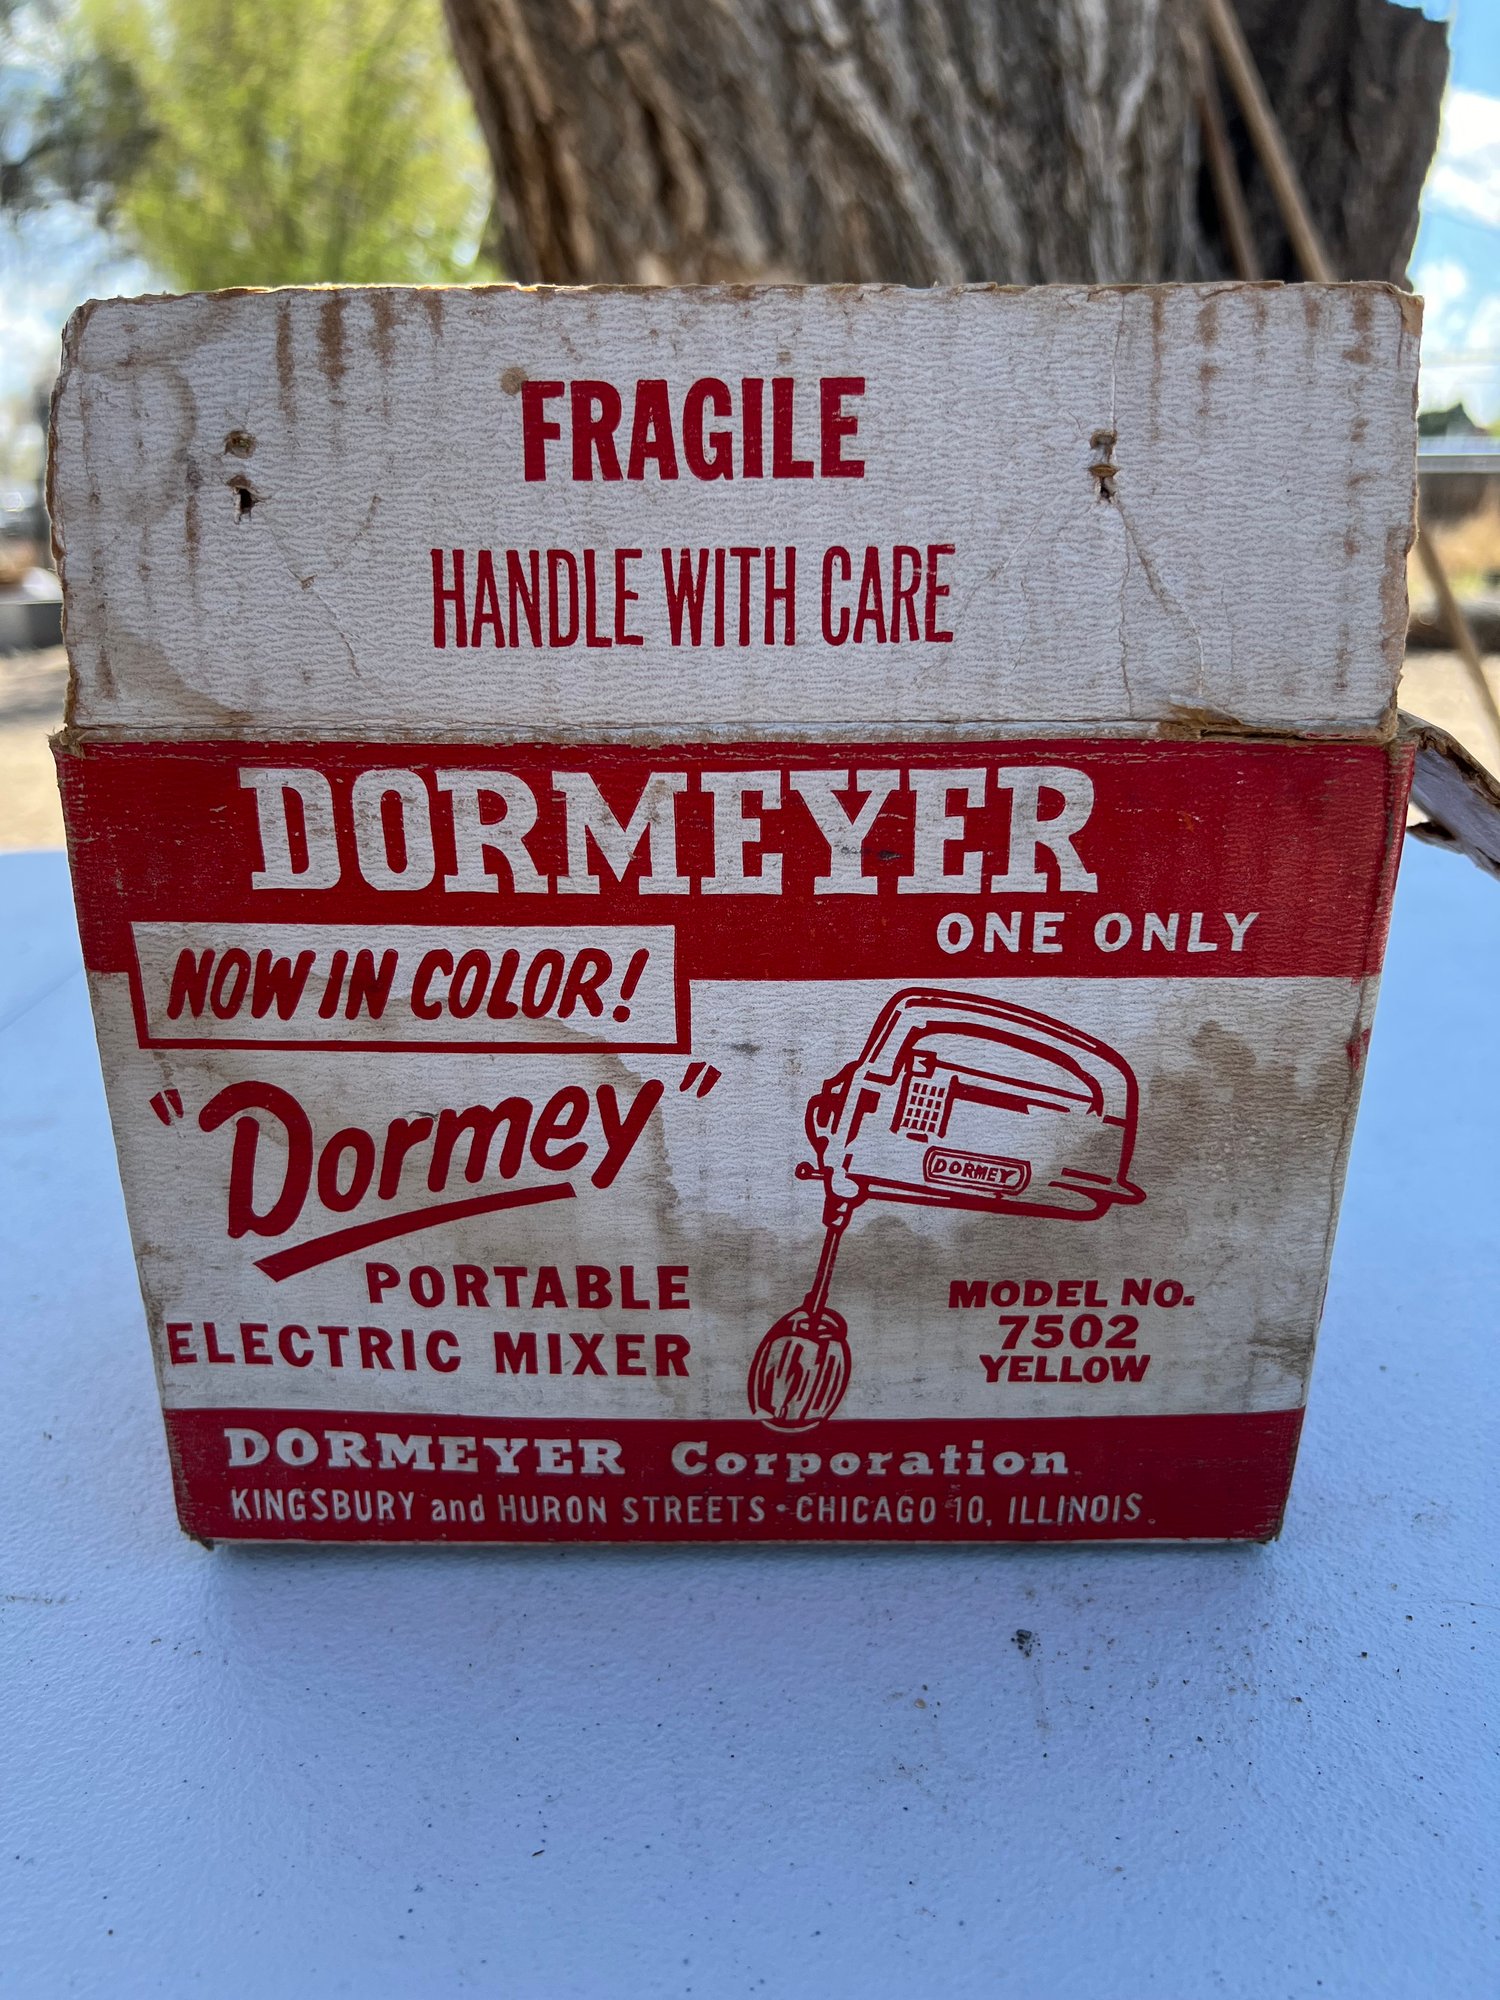 FRAGILE
HANDLE WITH CARE
DORMEYER
ONE ONLY
NOW IN COLOR!
"Dormey"
DORMEY
PORTABLE
ELECTRIC MIXER
MODEL NO.
7502
YELLOW
DORMEYER Corporation
KINGSBURY and HURON STREETS • CHICAGO 10, ILLINOIS.